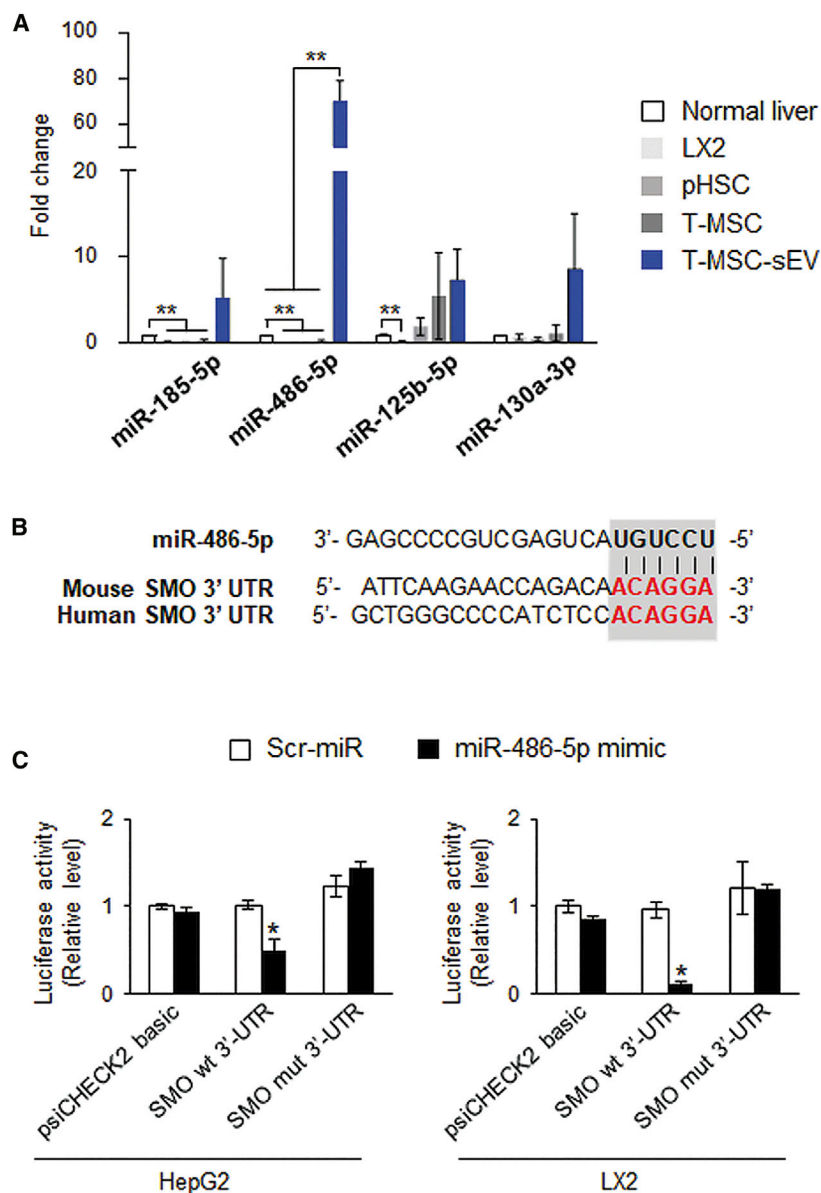 A
100
80
60
20
10
0
Fold change
**
**
**
**
Normal liver
LX2
pHSC
T-MSC
T-MSC-sEV
miR-185-5p
miR-486-5p
miR-125b-5p
miR-130a-3p
B
miR-486-5p 3'- GAGCCCCGUCGAGUCAUGUCCU -5'
Mouse SMO 3' UTR 5'- ATTCAAGAACCAGACAACAGGA -3'
Human SMO 3' UTR 5'- GCTGGGCCCCATCTCCACAGGA -3'
C
Scr-miR miR-486-5p mimic
Luciferase activity
(Relative level)
2
1
0
*
psiCHECK2 basic
SMO wt 3'-UTR
SMO mut 3'-UTR
HepG2
Luciferase activity
(Relative level)
2
1
0
*
psiCHECK2 basic
SMO wt 3'-UTR
SMO mut 3'-UTR
LX2